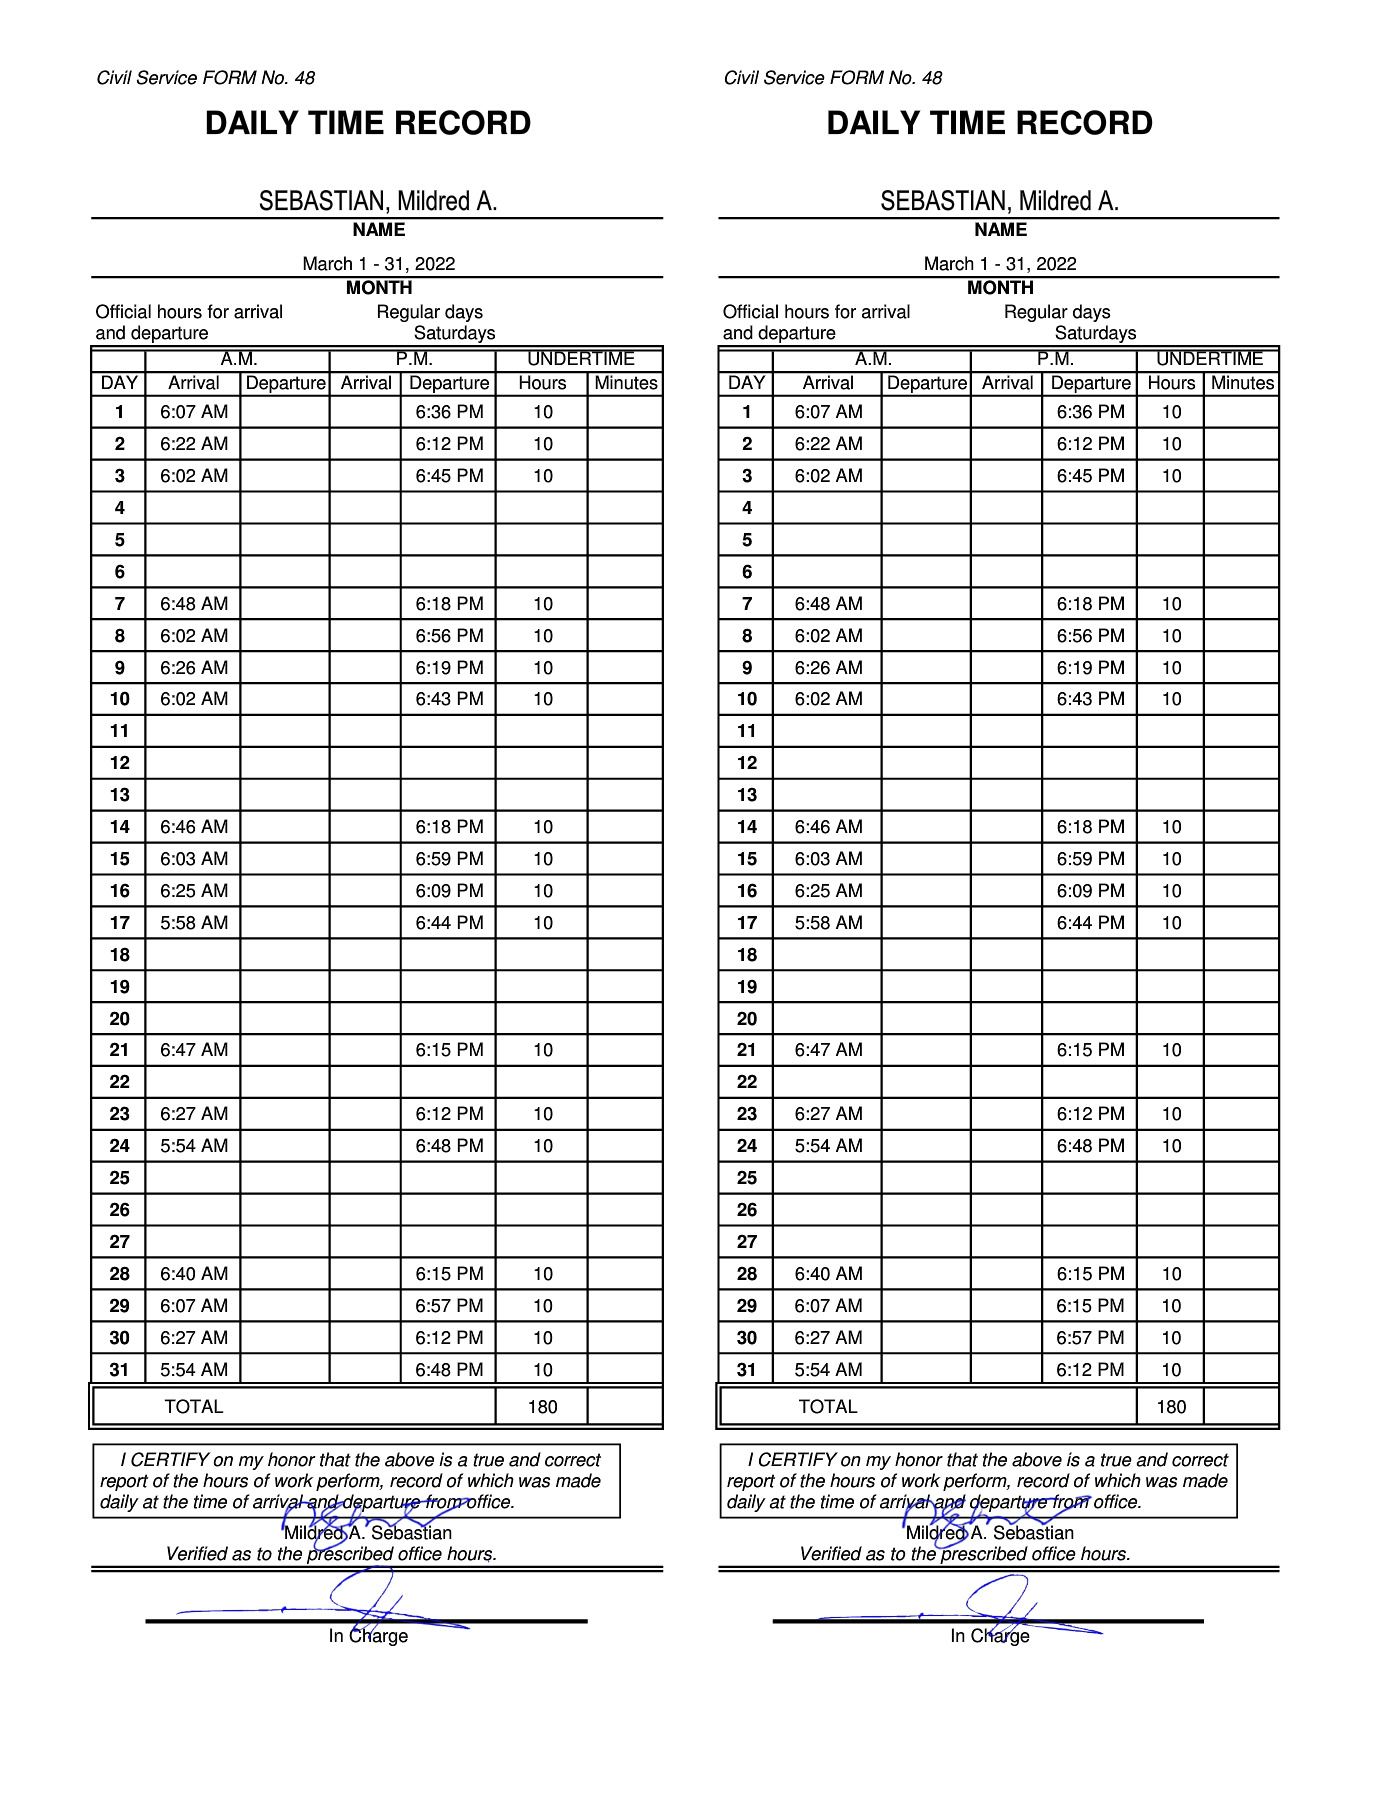 Civil Service FORM No. 48
DAILY TIME RECORD
SEBASTIAN, Mildred A.
NAME
March 1 - 31, 2022
MONTH
Official hours for arrival Regular days
and departure Saturdays
A.M. P.M. UNDERTIME
DAY Arrival Departure Arrival Departure Hours Minutes
1 6:07 AM 6:36 PM 10
2 6:22 AM 6:12 PM 10
3 6:02 AM 6:45 PM 10
4
5
6
7 6:48 AM 6:18 PM 10
8 6:02 AM 6:56 PM 10
9 6:26 AM 6:19 PM 10
10 6:02 AM 6:43 PM 10
11
12
13
14 6:46 AM 6:18 PM 10
15 6:03 AM 6:59 PM 10
16 6:25 AM 6:09 PM 10
17 5:58 AM 6:44 PM 10
18
19
20
21 6:47 AM 6:15 PM 10
22
23 6:27 AM 6:12 PM 10
24 5:54 AM 6:48 PM 10
25
26
27
28 6:40 AM 6:15 PM 10
29 6:07 AM 6:57 PM 10
30 6:27 AM 6:12 PM 10
31 5:54 AM 6:48 PM 10
TOTAL 180
I CERTIFY on my honor that the above is a true and correct
report of the hours of work perform, record of which was made
daily at the time of arrival and departure from office.
Mildred A. Sebastian
Verified as to the prescribed office hours.
In Charge
Civil Service FORM No. 48
DAILY TIME RECORD
SEBASTIAN, Mildred A.
NAME
March 1 - 31, 2022
MONTH
Official hours for arrival Regular days
and departure Saturdays
A.M. P.M. UNDERTIME
DAY Arrival Departure Arrival Departure Hours Minutes
1 6:07 AM 6:36 PM 10
2 6:22 AM 6:12 PM 10
3 6:02 AM 6:45 PM 10
4
5
6
7 6:48 AM 6:18 PM 10
8 6:02 AM 6:56 PM 10
9 6:26 AM 6:19 PM 10
10 6:02 AM 6:43 PM 10
11
12
13
14 6:46 AM 6:18 PM 10
15 6:03 AM 6:59 PM 10
16 6:25 AM 6:09 PM 10
17 5:58 AM 6:44 PM 10
18
19
20
21 6:47 AM 6:15 PM 10
22
23 6:27 AM 6:12 PM 10
24 5:54 AM 6:48 PM 10
25
26
27
28 6:40 AM 6:15 PM 10
29 6:07 AM 6:15 PM 10
30 6:27 AM 6:57 PM 10
31 5:54 AM 6:12 PM 10
TOTAL 180
I CERTIFY on my honor that the above is a true and correct
report of the hours of work perform, record of which was made
daily at the time of arrival and departure from office.
Mildred A. Sebastian
Verified as to the prescribed office hours.
In Charge